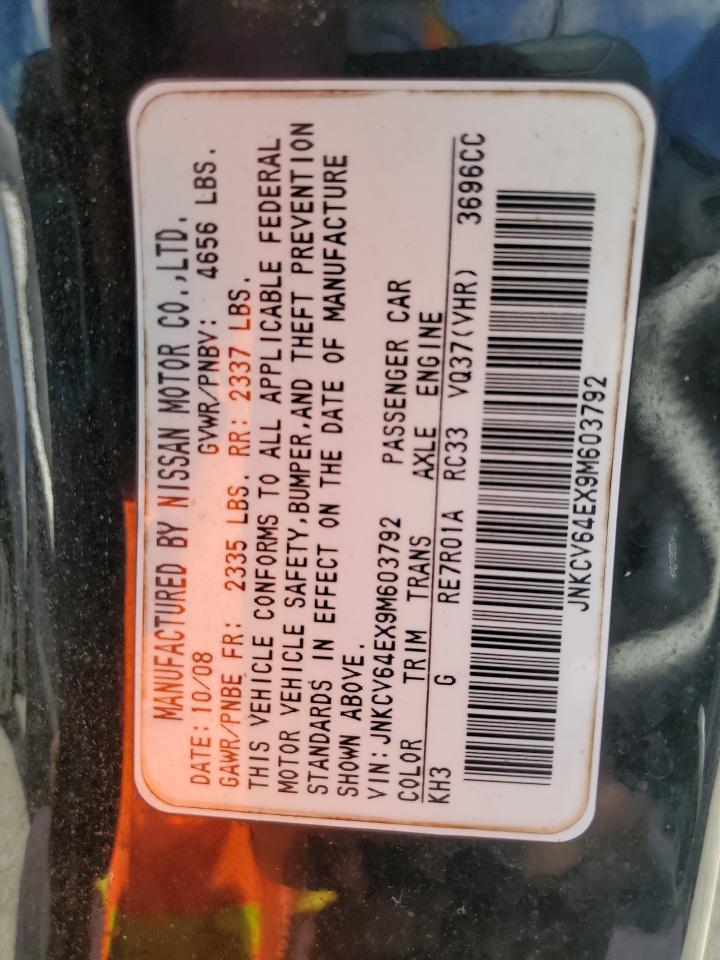 MANUFACTURED BY NISSAN MOTOR CO.,LTD.
DATE: 10/08 GVWR/PNBV: 4656 LBS.
GAWR/PNBE FR: 2335 LBS. RR: 2337 LBS.
THIS VEHICLE CONFORMS TO ALL APPLICABLE FEDERAL
MOTOR VEHICLE SAFETY,BUMPER,AND THEFT PREVENTION
STANDARDS IN EFFECT ON THE DATE OF MANUFACTURE
SHOWN ABOVE.
VIN: JNKCV64EX9M603792 PASSENGER CAR
COLOR TRIM TRANS AXLE ENGINE
KH3 G RE7R01A RC33 VQ37(VHR) 3696CC
JNKCV64EX9M603792